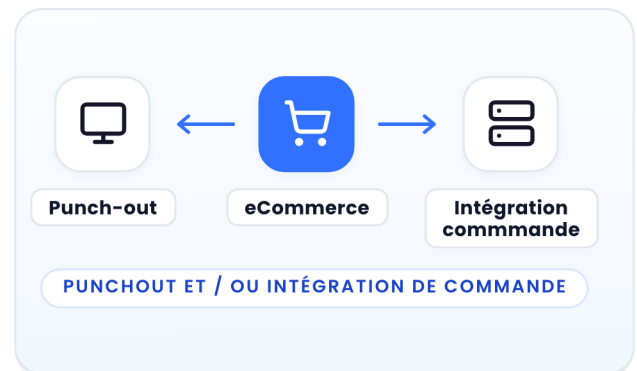 Punch-out
eCommerce
Intégration
commmande
PUNCHOUT ET / OU INTÉGRATION DE COMMANDE